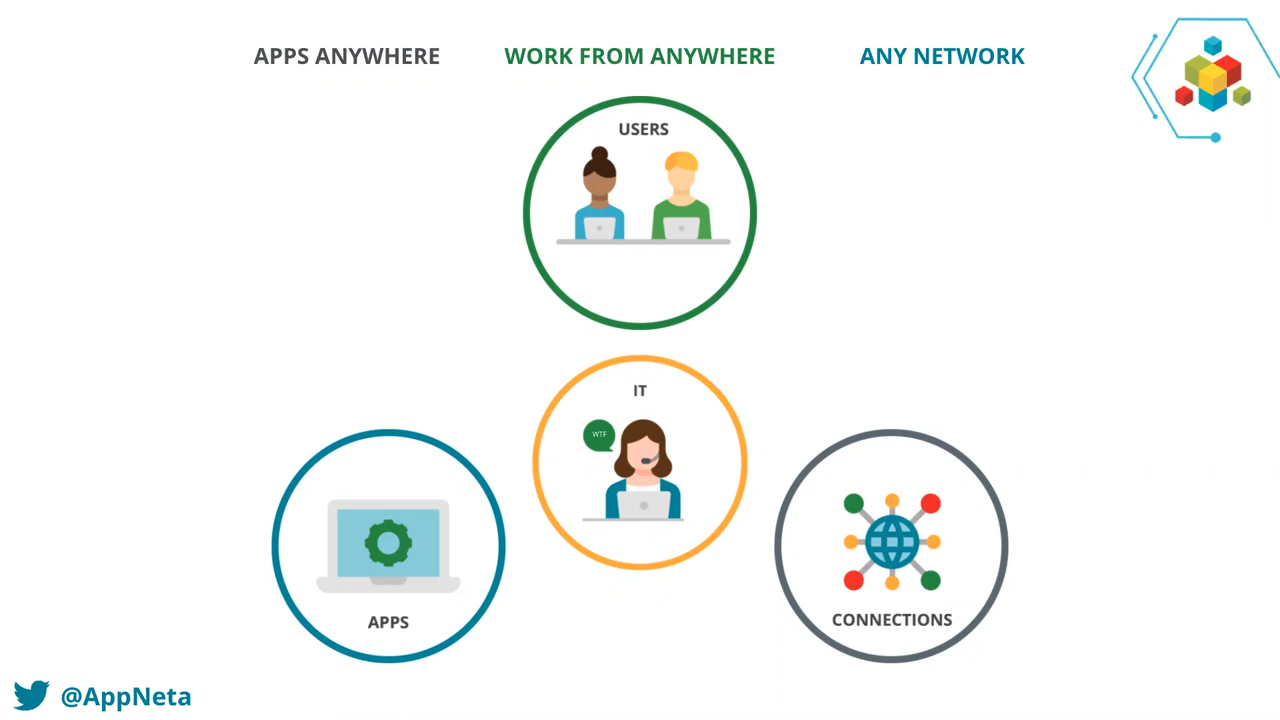 APPS ANYWHERE
WORK FROM ANYWHERE
ANY NETWORK
USERS
IT
WTF
APPS
CONNECTIONS
@AppNeta